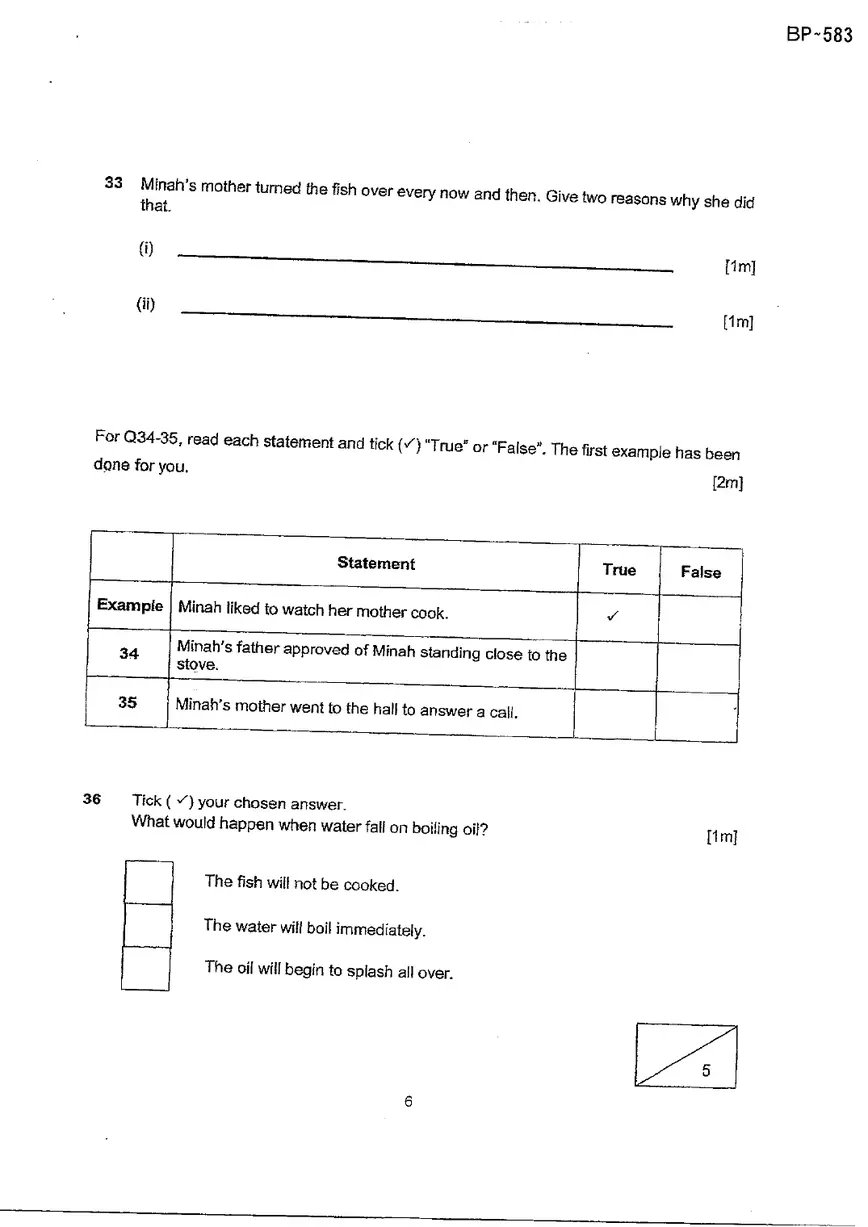 BP~583
33 Minah's mother turned the fish over every now and then. Give two reasons why she did
that.
(i) [1m]
(ii) [1m]
For Q34-35, read each statement and tick (✓) "True" or "False". The first example has been
done for you.
[2m]
Statement True False
Example Minah liked to watch her mother cook. ✓
34 Minah's father approved of Minah standing close to the
stove.
35 Minah's mother went to the hall to answer a call.
36 Tick ( ✓) your chosen answer.
What would happen when water fall on boiling oil? [1m]
The fish will not be cooked.
The water will boil immediately.
The oil will begin to splash all over.
5
6